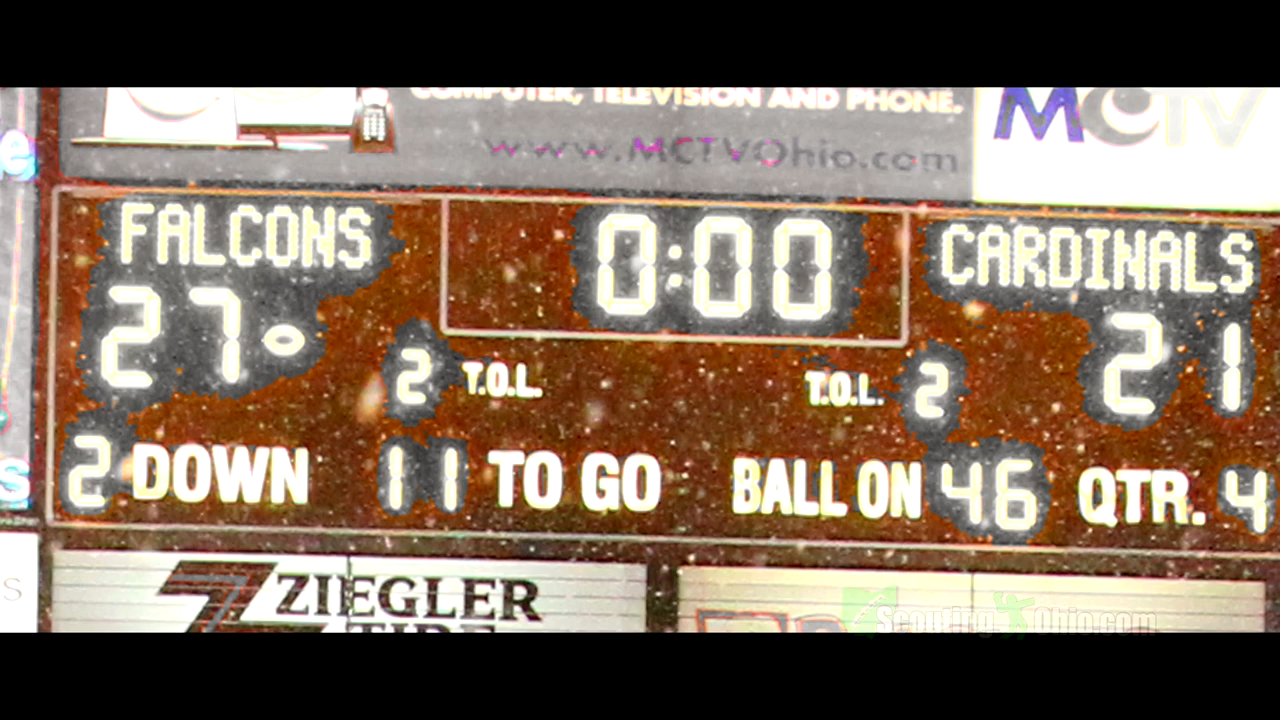 COMPUTER, TELEVISION AND PHONE.
www.MCTVOhio.com
MCTV
FALCONS
0:00
CARDINALS
27
21
2 T.O.L.
T.O.L. 2
2 DOWN 11 TO GO BALL ON 46 QTR. 4
ZIEGLER
TIRE
ScoutingOhio.com